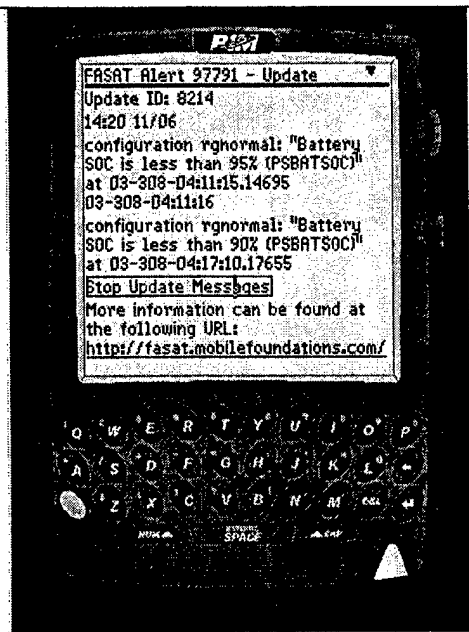 FASAT Alert 97791 - Update
Update ID: 8214
14:20 11/06
configuration rgnormal: "Battery
SOC is less than 95% (PSBATSOC)"
at 03-308-04:11:15.14695
03-308-04:11:16
configuration rgnormal: "Battery
SOC is less than 90% (PSBATSOC)"
at 03-308-04:17:10.17655
Stop Update Messages
More information can be found at
the following URL:
http://fasat.mobilefoundations.com/
Q W E R T Y U I O P
A S D F G H J K L
Z X C V B N M DEL
NUM SPACE CAP